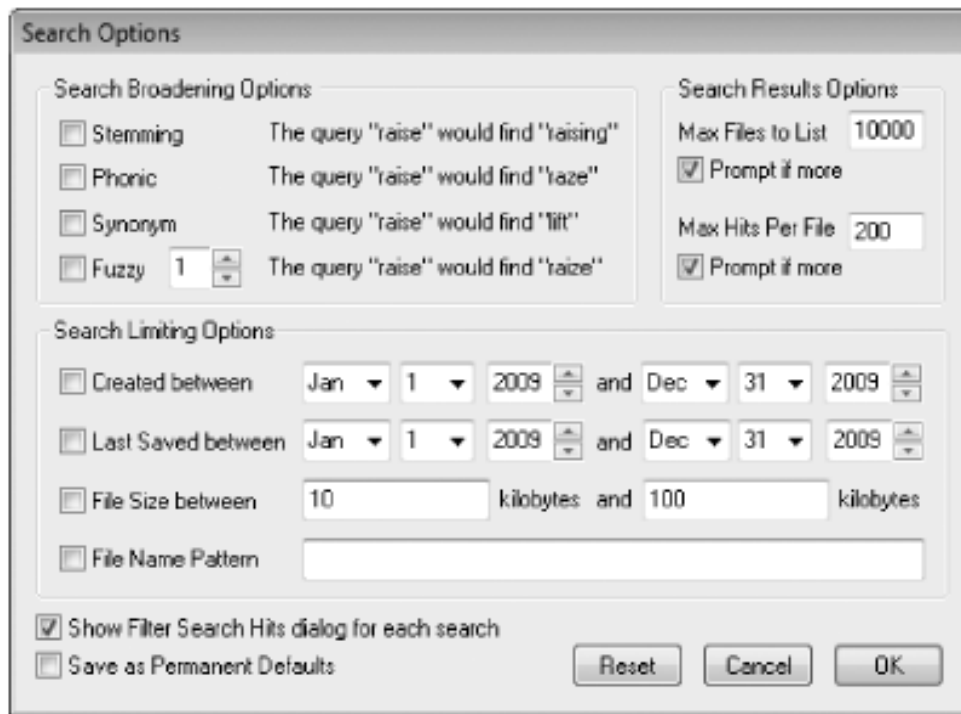 Search Options
Search Broadening Options
Stemming The query "raise" would find "raising"
Phonic The query "raise" would find "raze"
Synonym The query "raise" would find "lift"
Fuzzy 1 The query "raise" would find "raize"
Search Results Options
Max Files to List 10000
Prompt if more
Max Hits Per File 200
Prompt if more
Search Limiting Options
Created between Jan 1 2009 and Dec 31 2009
Last Saved between Jan 1 2009 and Dec 31 2009
File Size between 10 kilobytes and 100 kilobytes
File Name Pattern
Show Filter Search Hits dialog for each search
Save as Permanent Defaults
Reset Cancel OK